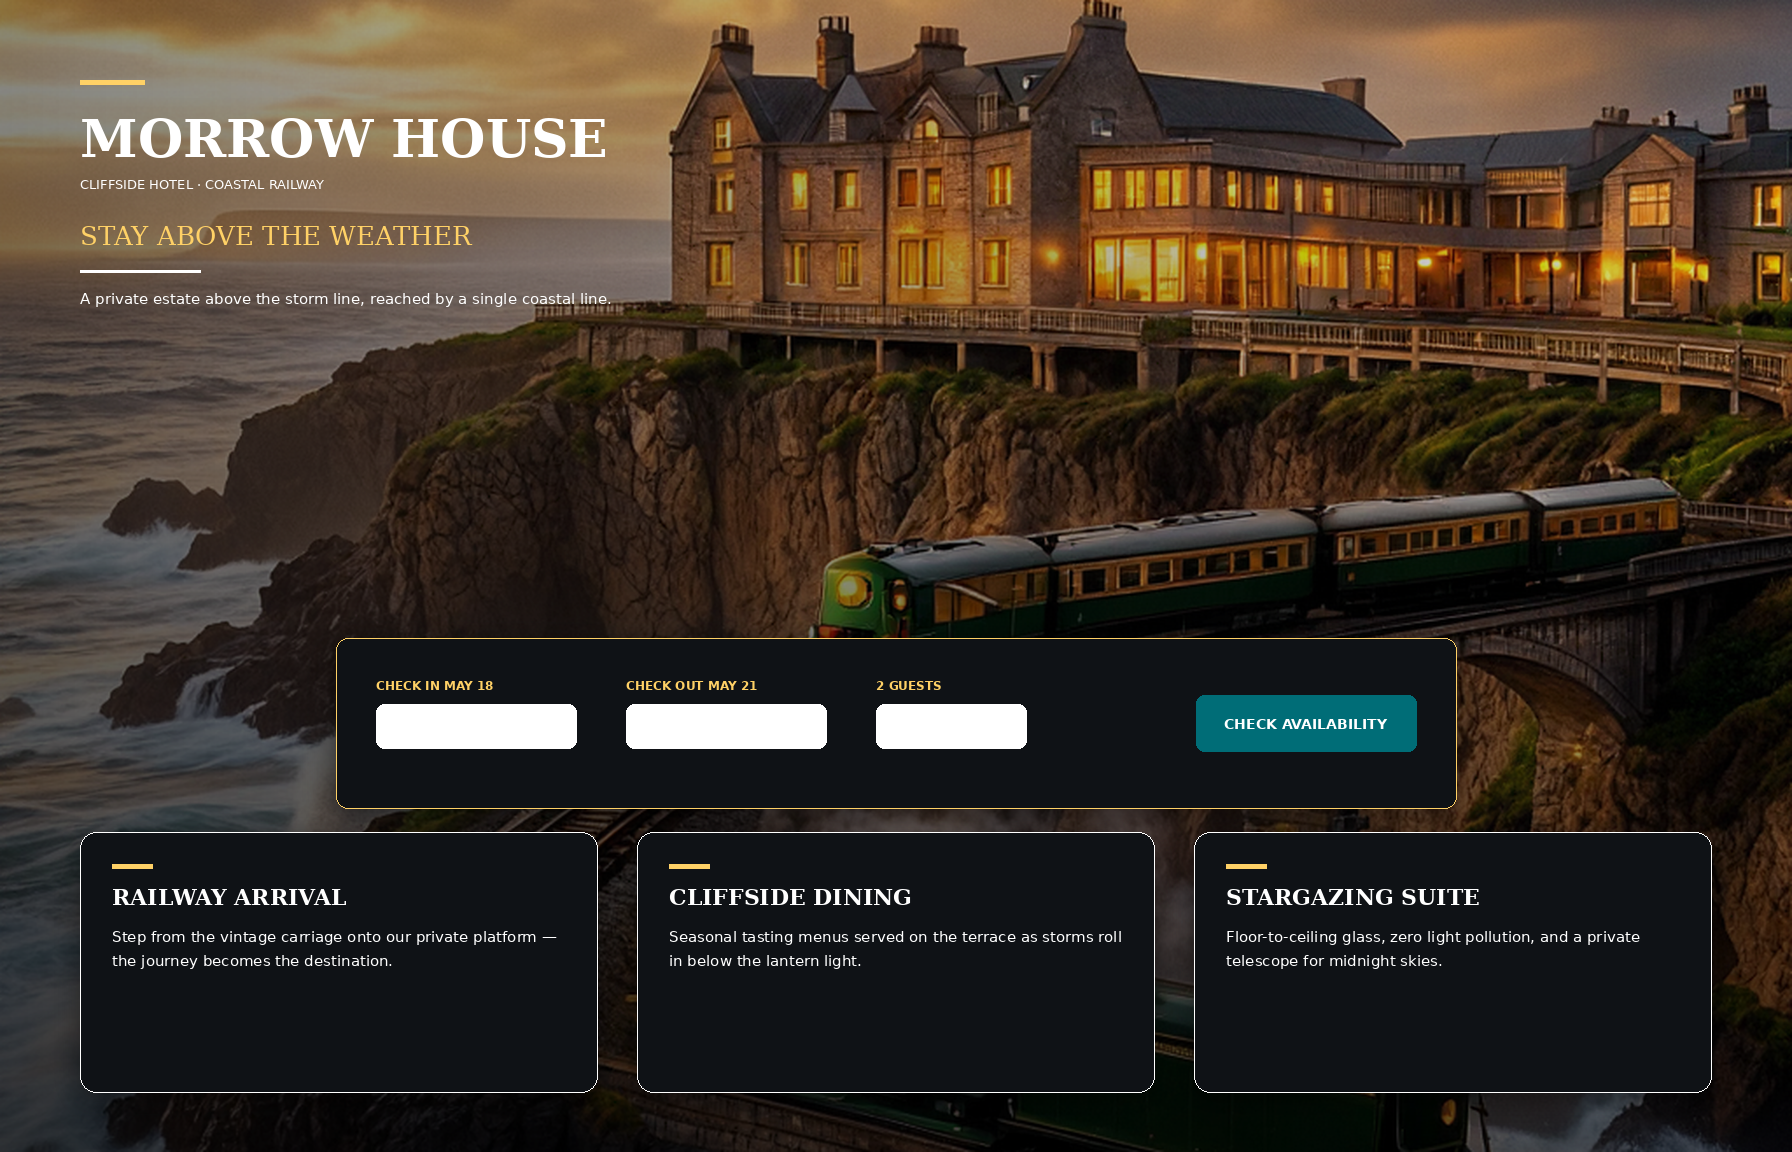 MORROW HOUSE
CLIFFSIDE HOTEL · COASTAL RAILWAY
STAY ABOVE THE WEATHER
A private estate above the storm line, reached by a single coastal line.
CHECK IN MAY 18
CHECK OUT MAY 21
2 GUESTS
CHECK AVAILABILITY
RAILWAY ARRIVAL
Step from the vintage carriage onto our private platform —
the journey becomes the destination.
CLIFFSIDE DINING
Seasonal tasting menus served on the terrace as storms roll
in below the lantern light.
STARGAZING SUITE
Floor-to-ceiling glass, zero light pollution, and a private
telescope for midnight skies.